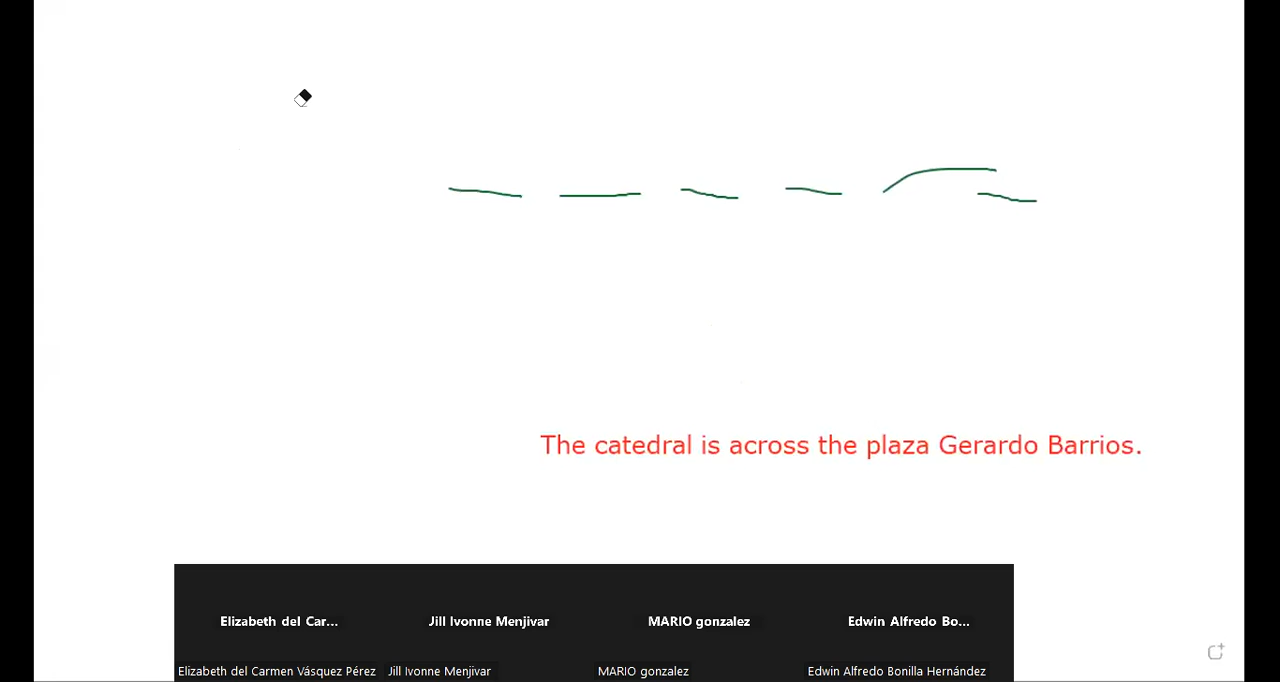 The catedral is across the plaza Gerardo Barrios.
Elizabeth del Car... Jill Ivonne Menjivar MARIO gonzalez Edwin Alfredo Bo...
Elizabeth del Carmen Vásquez Pérez Jill Ivonne Menjivar MARIO gonzalez Edwin Alfredo Bonilla Hernández